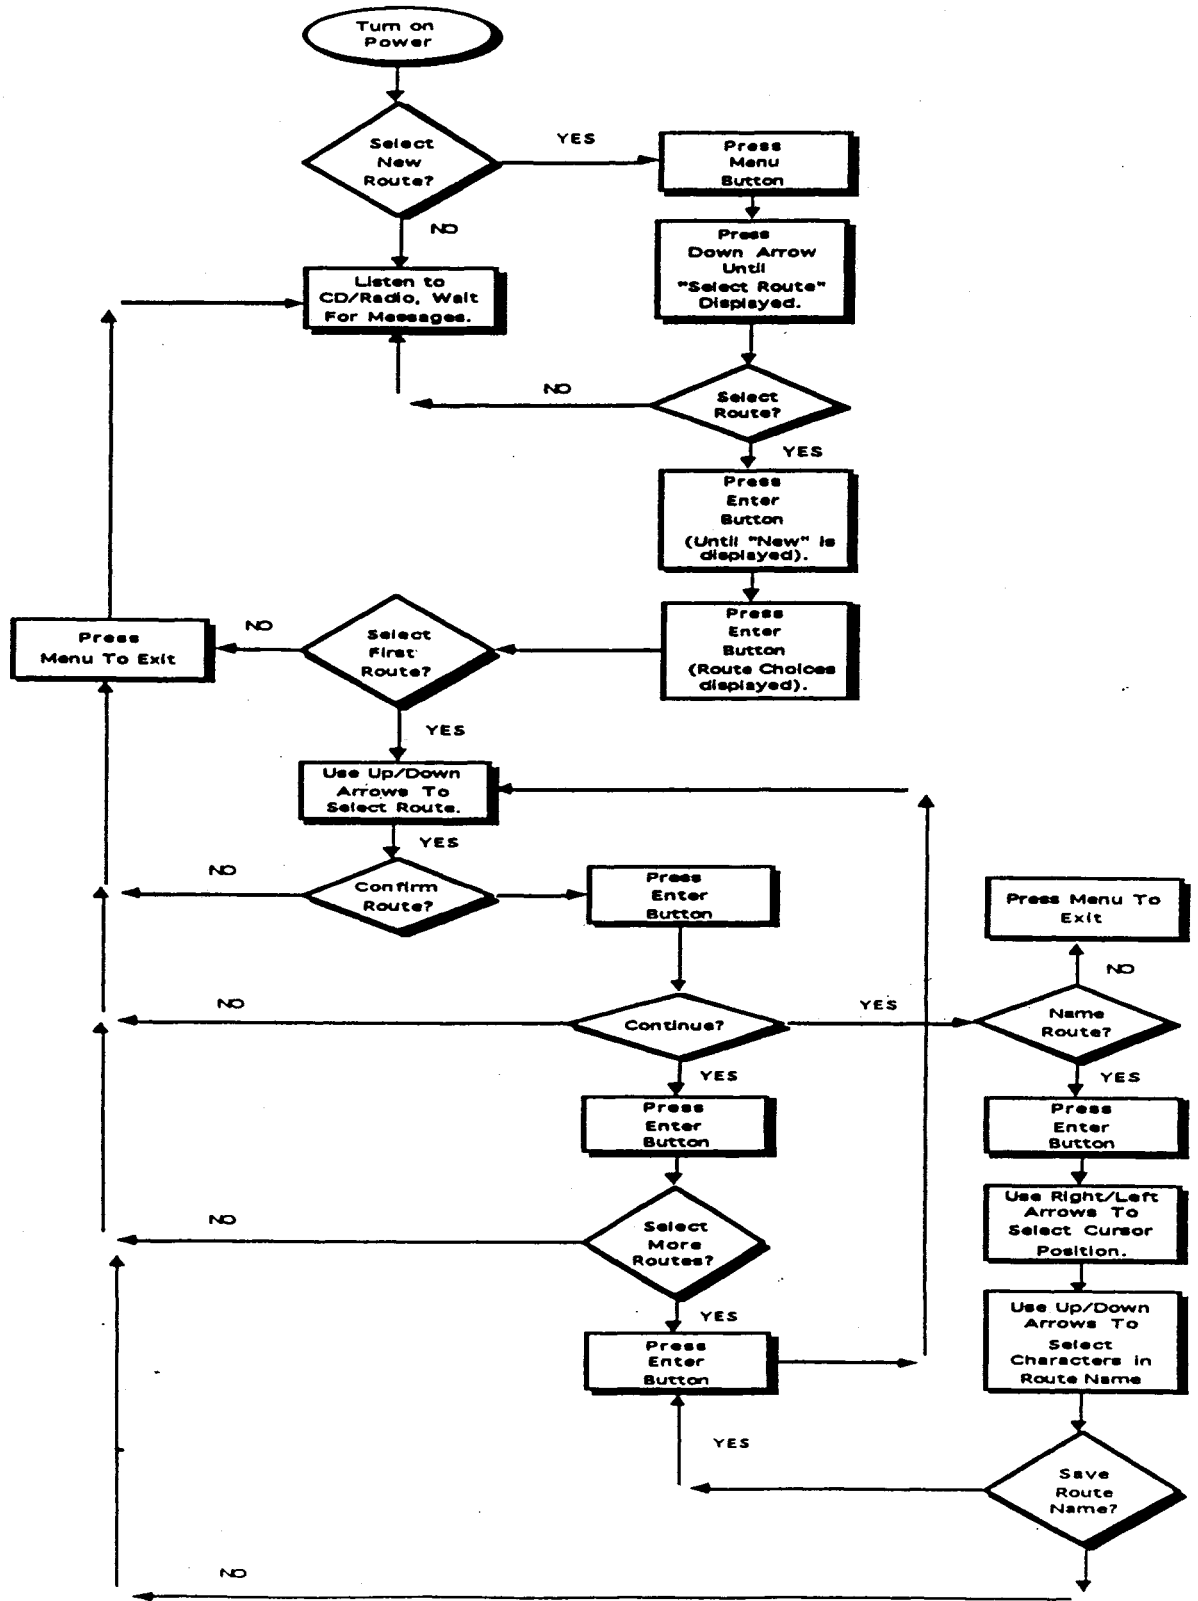 Turn on
Power
Select
New
Route?
YES
NO
Press
Menu
Button
Press
Down Arrow
Until
"Select Route"
Displayed.
Listen to
CD/Radio, Wait
For Messages.
NO
Select
Route?
YES
Press
Enter
Button
(Until "New" is
displayed).
Press
Enter
Button
(Route Choices
displayed).
Select
First
Route?
NO
Press
Menu To Exit
YES
Use Up/Down
Arrows To
Select Route.
YES
Confirm
Route?
NO
Press
Enter
Button
Press Menu To
Exit
NO
Name
Route?
YES
NO
Continue?
YES
YES
Press
Enter
Button
Press
Enter
Button
Use Right/Left
Arrows To
Select Cursor
Position.
NO
Select
More
Routes?
YES
Use Up/Down
Arrows To
Select
Characters in
Route Name
Press
Enter
Button
YES
Save
Route
Name?
NO